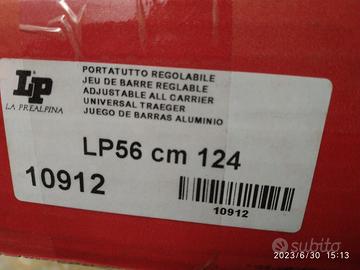 PORTATUTTO REGOLABILE
JEU DE BARRE REGLABLE
ADJUSTABLE ALL CARRIER
UNIVERSAL TRAEGER
JUEGO DE BARRAS ALUMINIO
LP
LA PREALPINA
LP56 cm 124
10912
10912
subito
2023/6/30 15:13